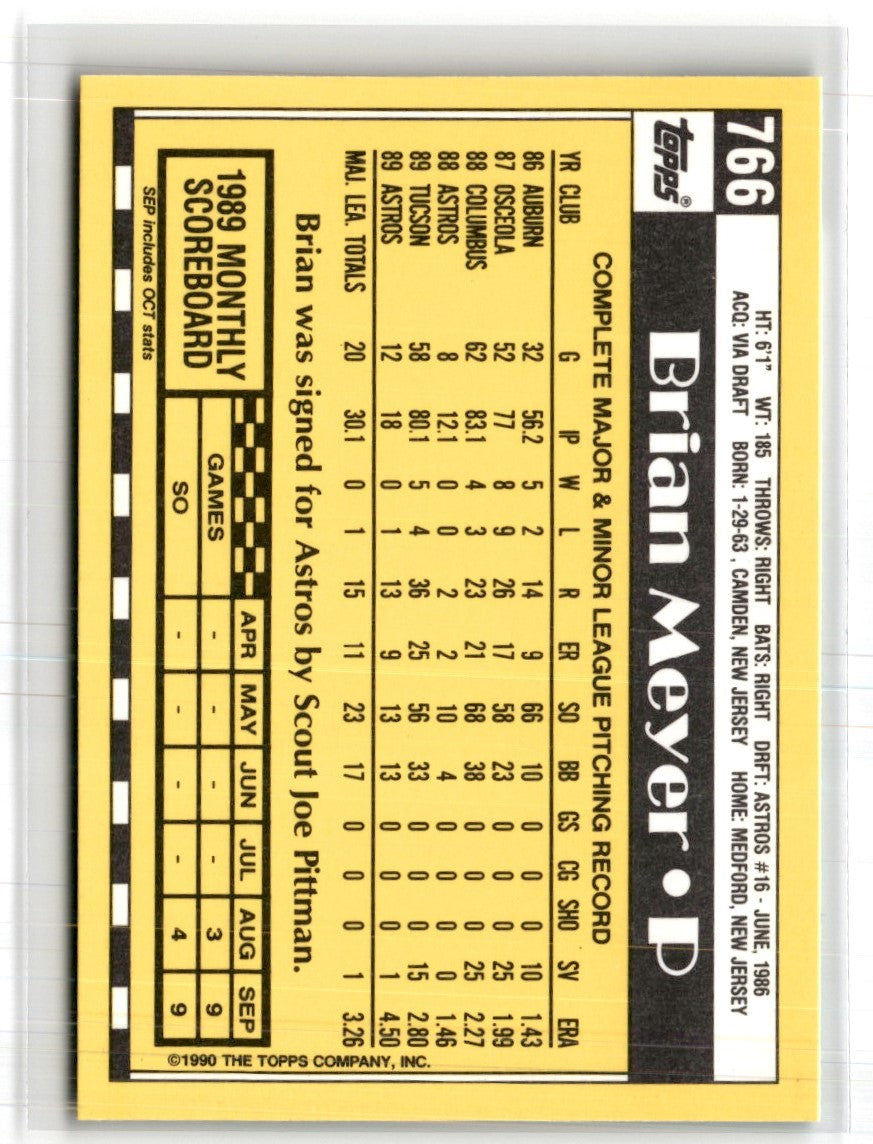 766
HT: 6'1" WT: 185 THROWS: RIGHT BATS: RIGHT DRFT: ASTROS #16 - JUNE, 1986
ACQ: VIA DRAFT BORN: 1-29-63 , CAMDEN, NEW JERSEY HOME: MEDFORD, NEW JERSEY
topps®
Brian Meyer • P
COMPLETE MAJOR & MINOR LEAGUE PITCHING RECORD
YR CLUB G IP W L R ER SO BB GS CG SHO SV ERA
86 AUBURN 32 56.2 5 2 14 9 66 10 0 0 0 10 1.43
87 OSCEOLA 52 77 8 9 26 17 58 23 0 0 0 25 1.99
88 COLUMBUS 62 83.1 4 3 23 21 68 38 0 0 0 25 2.27
88 ASTROS 8 12.1 0 0 2 2 10 4 0 0 0 0 1.46
89 TUCSON 58 80.1 5 4 36 25 56 33 0 0 0 15 2.80
89 ASTROS 12 18 0 1 13 9 13 13 0 0 0 1 4.50
MAJ. LEA. TOTALS 20 30.1 0 1 15 11 23 17 0 0 0 1 3.26
Brian was signed for Astros by Scout Joe Pittman.
1989 MONTHLY
SCOREBOARD
APR MAY JUN JUL AUG SEP
GAMES - - - - 3 9
SO - - - - 4 9
SEP includes OCT stats
©1990 THE TOPPS COMPANY, INC.